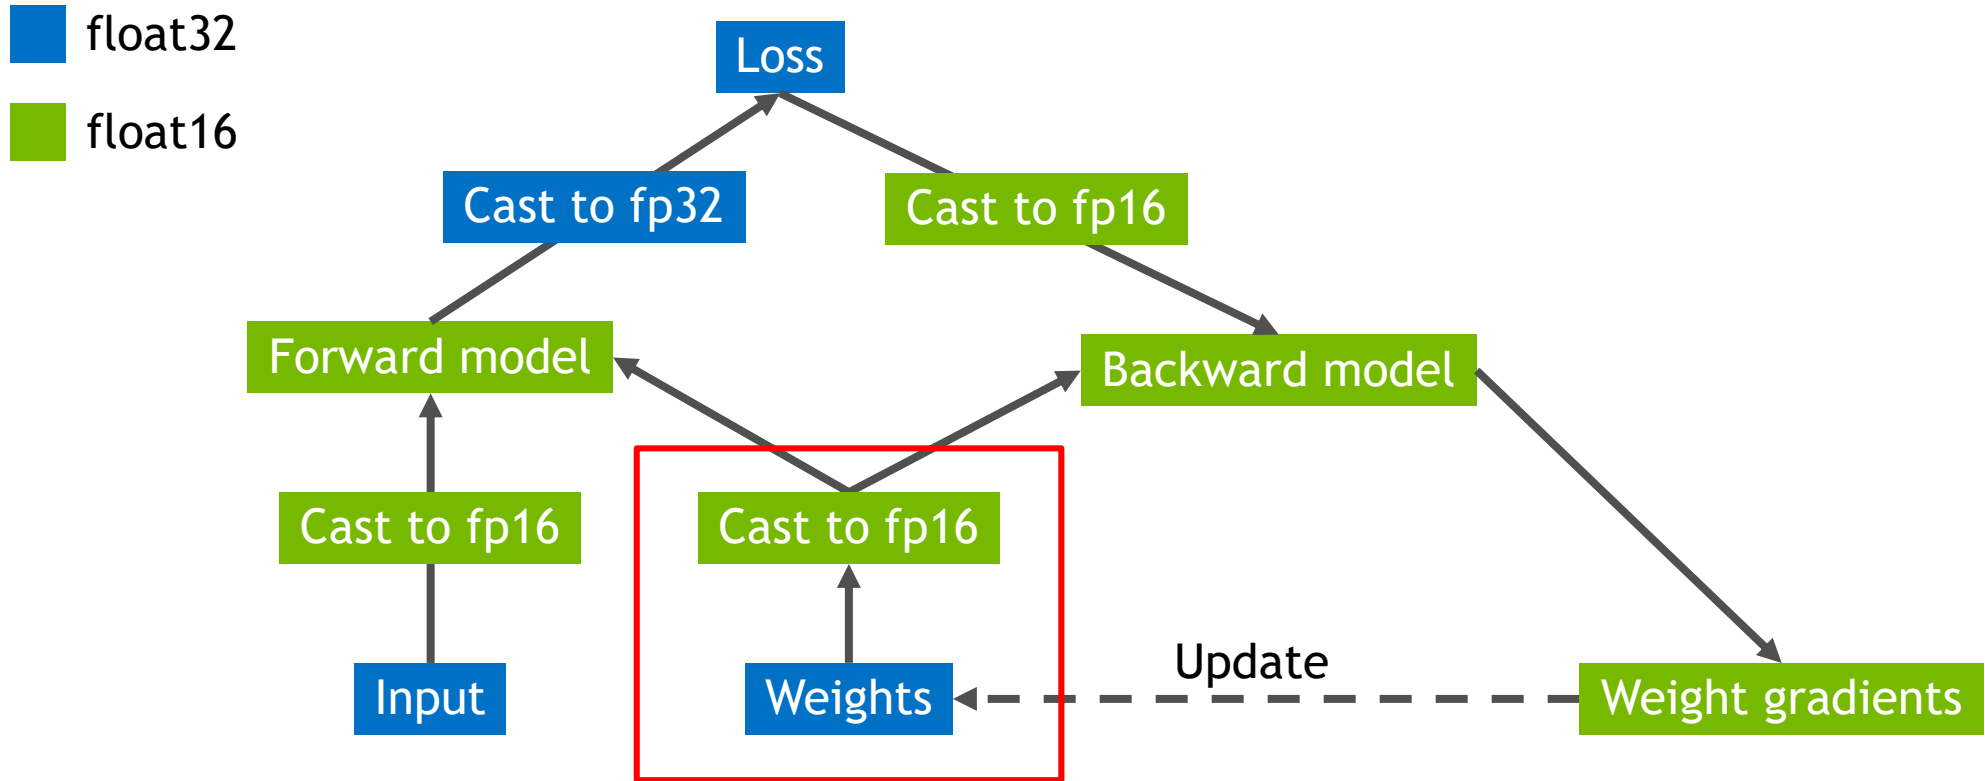 float32
float16
Loss
Cast to fp32
Cast to fp16
Forward model
Backward model
Cast to fp16
Cast to fp16
Update
Input
Weights
Weight gradients